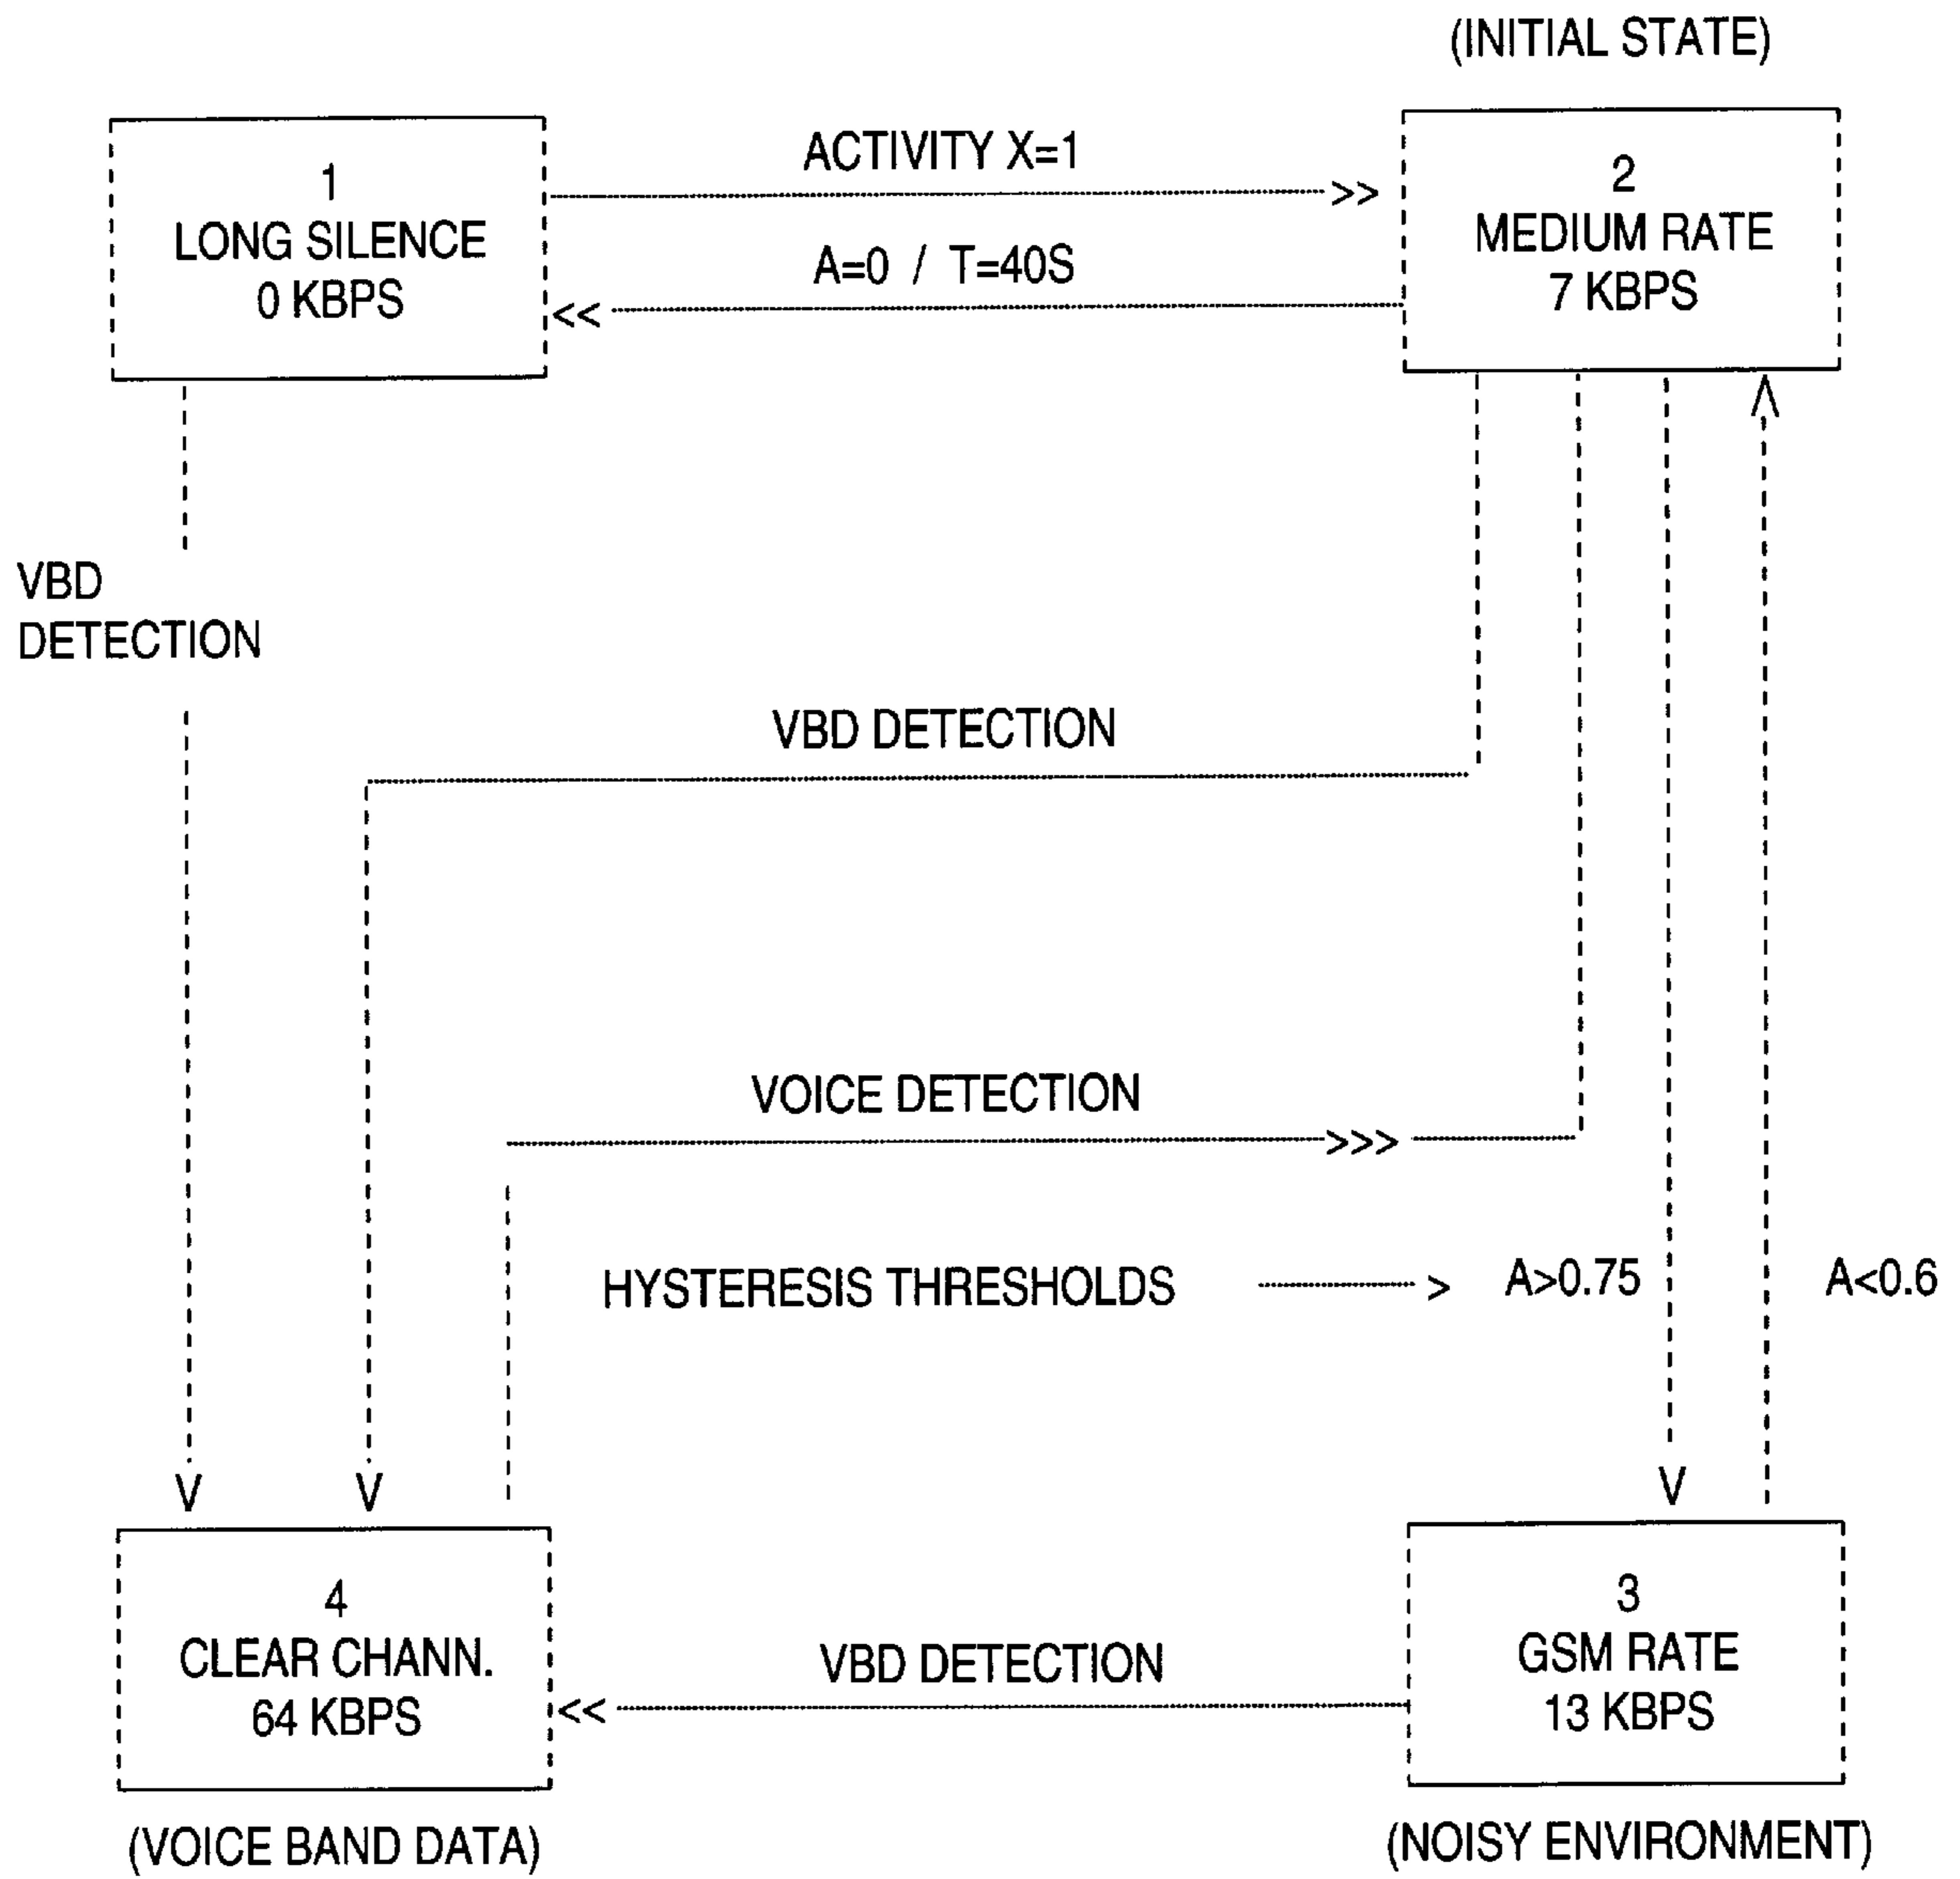 (INITIAL STATE)
1
LONG SILENCE
0 KBPS
ACTIVITY X=1
A=0 / T=40S
2
MEDIUM RATE
7 KBPS
VBD
DETECTION
VBD DETECTION
VOICE DETECTION
HYSTERESIS THRESHOLDS
A>0.75
A<0.6
4
CLEAR CHANN.
64 KBPS
VBD DETECTION
3
GSM RATE
13 KBPS
(VOICE BAND DATA)
(NOISY ENVIRONMENT)